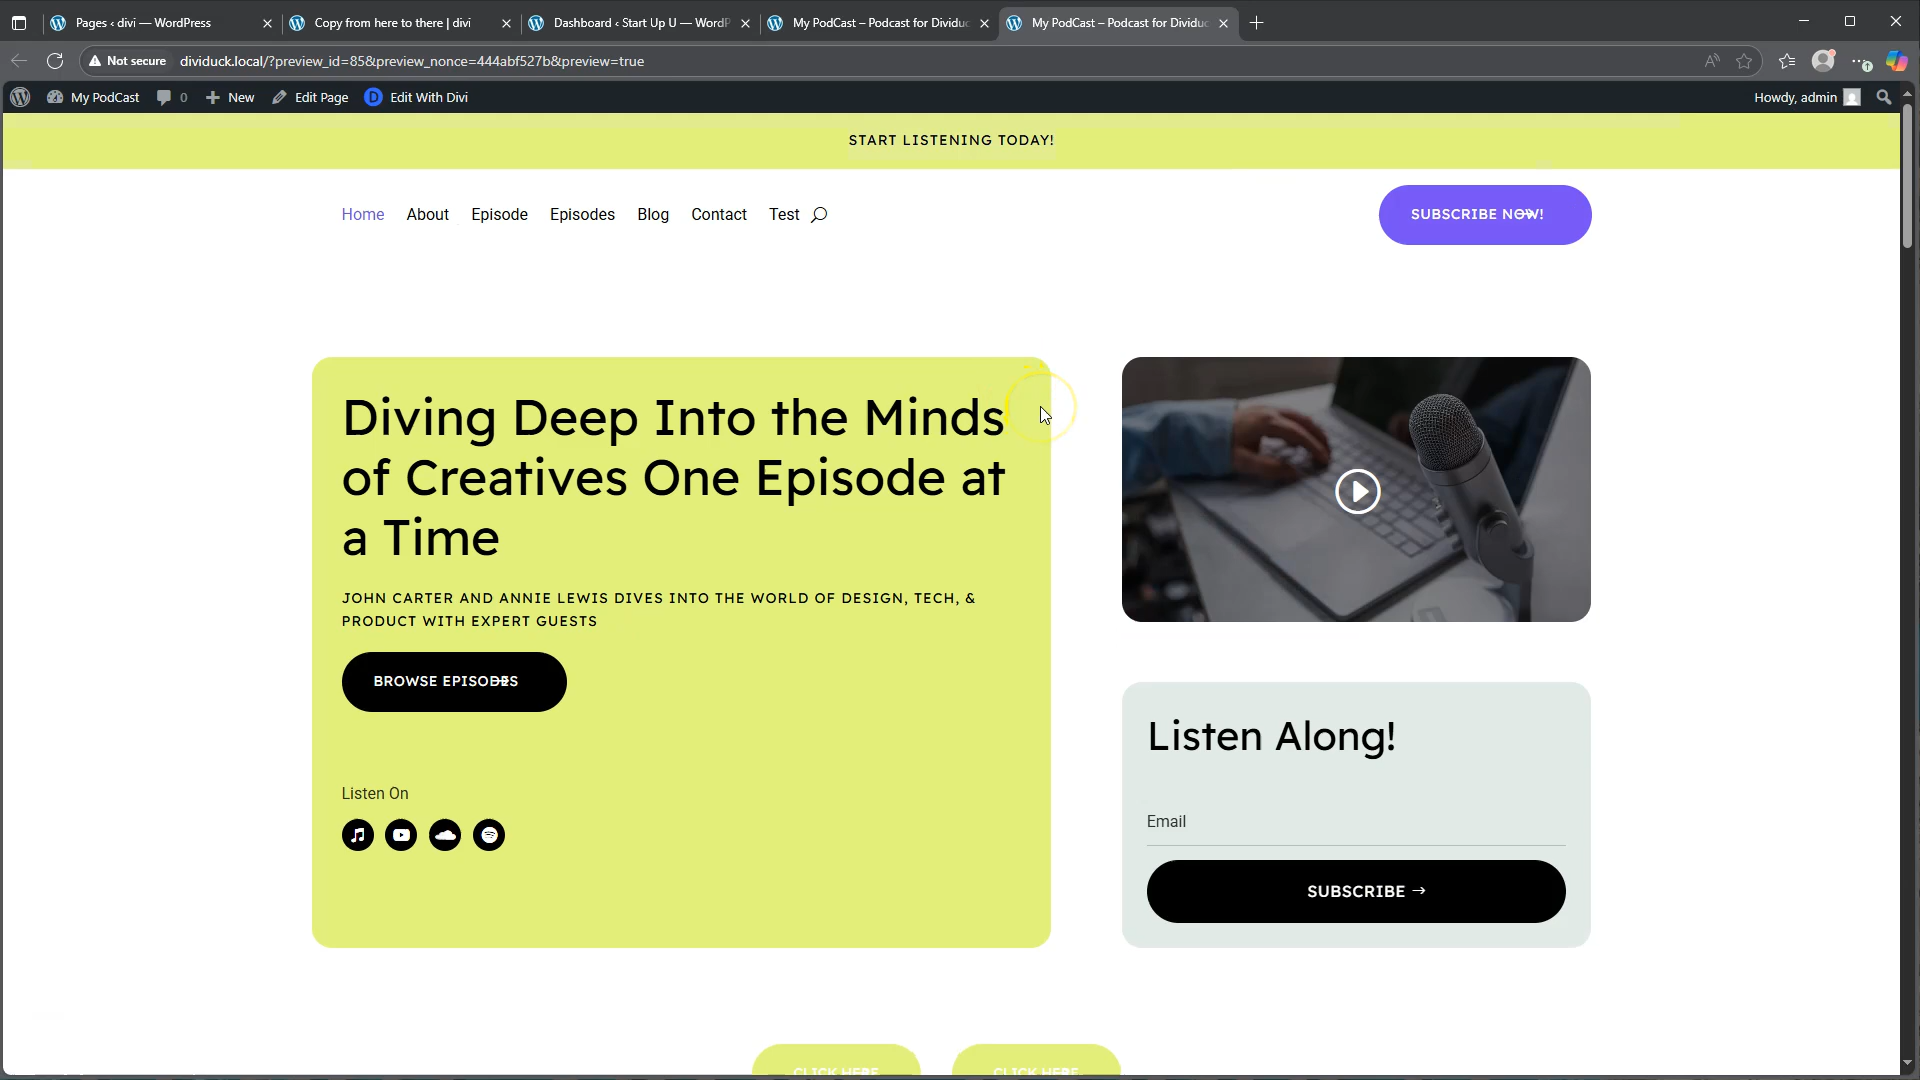 Pages ‹ divi — WordPress
Copy from here to there | divi
Dashboard ‹ Start Up U — WordP
My PodCast – Podcast for Dividuc
My PodCast – Podcast for Dividuc
Not secure dividuck.local/?preview_id=85&preview_nonce=444abf527b&preview=true
My PodCast 0 New Edit Page Edit With Divi Howdy, admin
START LISTENING TODAY!
Home About Episode Episodes Blog Contact Test
SUBSCRIBE NOW!
Diving Deep Into the Minds
of Creatives One Episode at
a Time
JOHN CARTER AND ANNIE LEWIS DIVES INTO THE WORLD OF DESIGN, TECH, &
PRODUCT WITH EXPERT GUESTS
BROWSE EPISODES
Listen On
Listen Along!
Email
SUBSCRIBE →
CLICK HERE
CLICK HERE